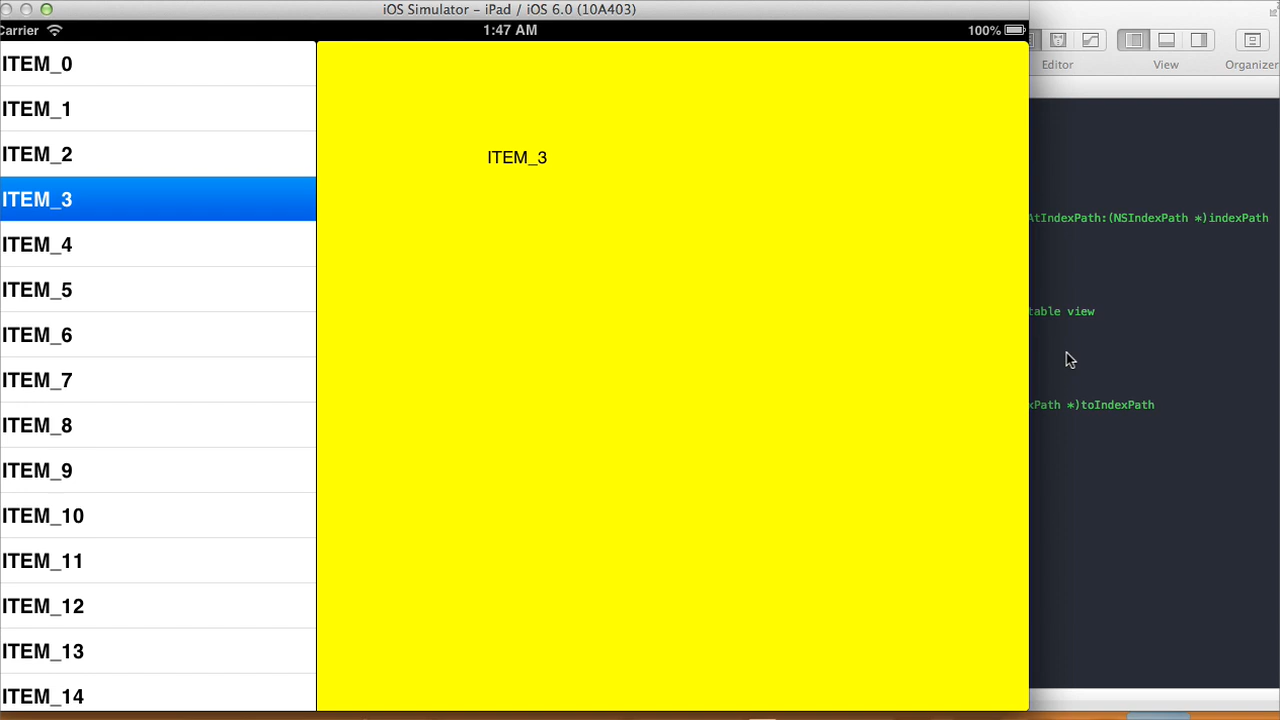 iOS Simulator – iPad / iOS 6.0 (10A403)
Carrier
1:47 AM
100%
ITEM_0
ITEM_1
ITEM_2
ITEM_3
ITEM_4
ITEM_5
ITEM_6
ITEM_7
ITEM_8
ITEM_9
ITEM_10
ITEM_11
ITEM_12
ITEM_13
ITEM_14
ITEM_3
Editor
View
Organizer
AtIndexPath:(NSIndexPath *)indexPath
table view
xPath *)toIndexPath